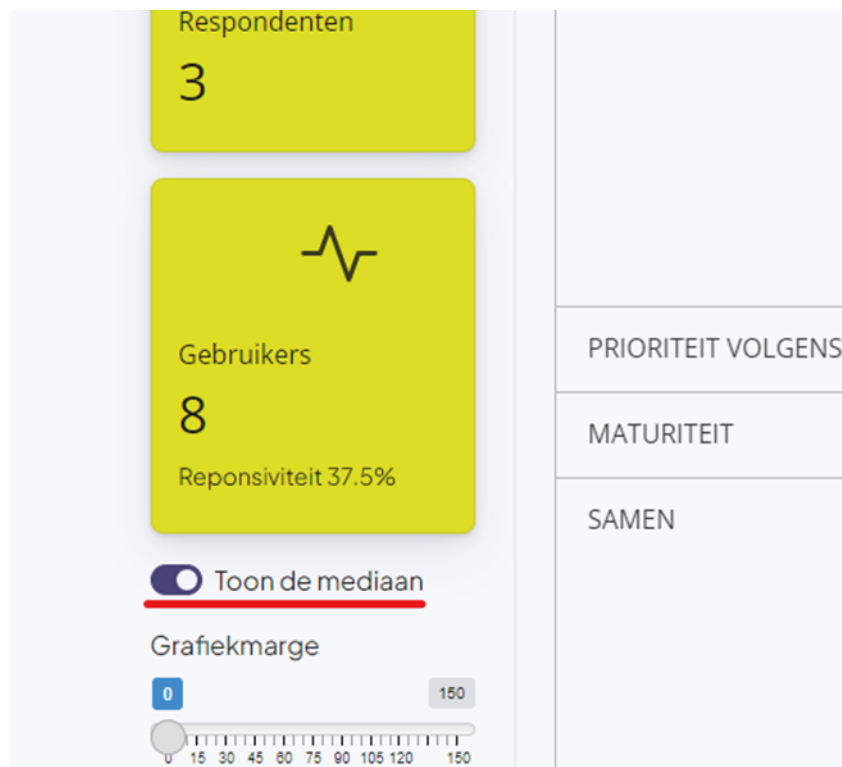 Respondenten
3
Gebruikers
8
Reponsiviteit 37.5%
Toon de mediaan
Grafiekmarge
0 150
0 15 30 45 60 75 90 105 120 150
PRIORITEIT VOLGENS
MATURITEIT
SAMEN